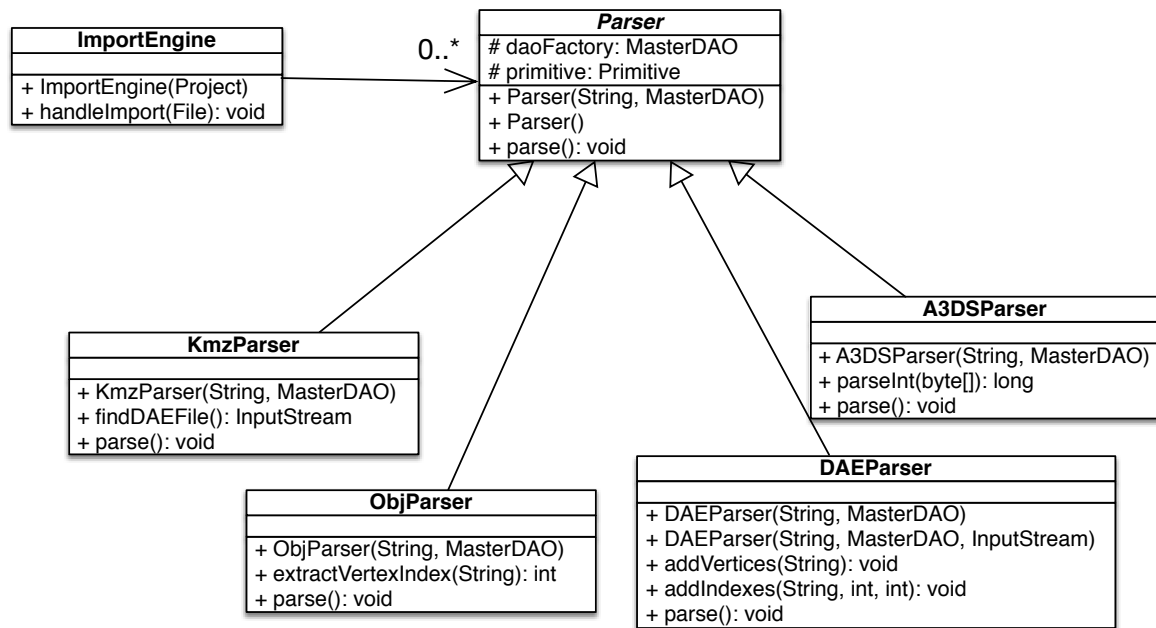 ImportEngine
+ ImportEngine(Project)
+ handleImport(File): void
0..*
Parser
# daoFactory: MasterDAO
# primitive: Primitive
+ Parser(String, MasterDAO)
+ Parser()
+ parse(): void
KmzParser
+ KmzParser(String, MasterDAO)
+ findDAEFile(): InputStream
+ parse(): void
ObjParser
+ ObjParser(String, MasterDAO)
+ extractVertexIndex(String): int
+ parse(): void
A3DSParser
+ A3DSParser(String, MasterDAO)
+ parseInt(byte[]): long
+ parse(): void
DAEParser
+ DAEParser(String, MasterDAO)
+ DAEParser(String, MasterDAO, InputStream)
+ addVertices(String): void
+ addIndexes(String, int, int): void
+ parse(): void